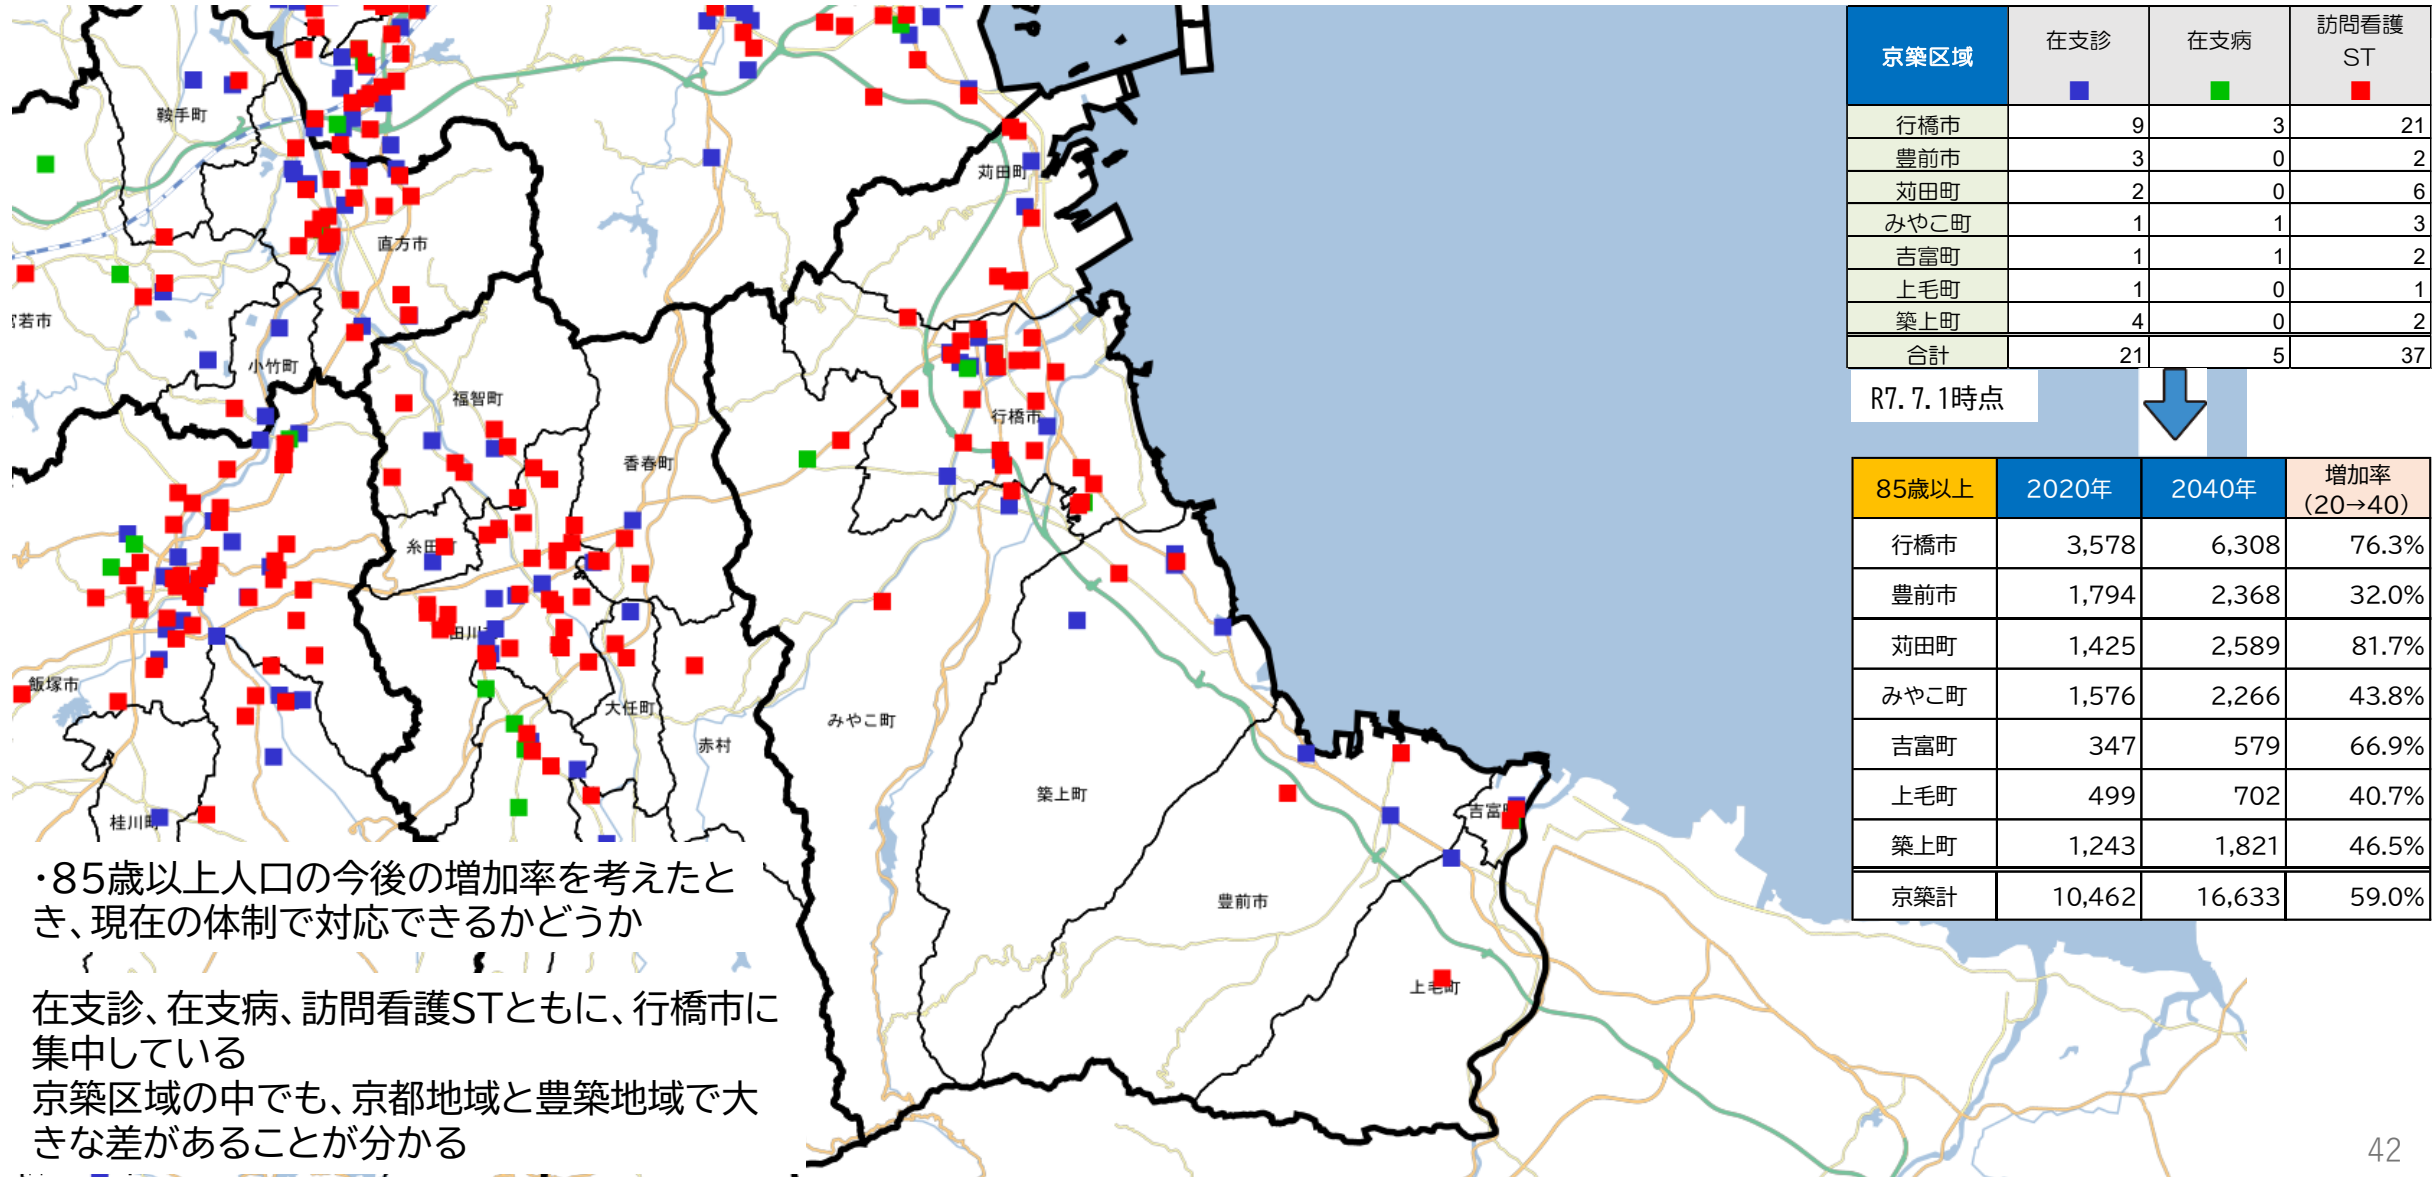 鞍手町
直方市
宮若市
小竹町
福智町
香春町
糸田
田川
飯塚市
大任町
赤村
桂川町
苅田町
行橋市
みやこ町
築上町
豊前市
吉富
上毛町
京築区域 在支診 在支病 訪問看護ST
行橋市 9 3 21
豊前市 3 0 2
苅田町 2 0 6
みやこ町 1 1 3
吉富町 1 1 2
上毛町 1 0 1
築上町 4 0 2
合計 21 5 37
R7.7.1時点
85歳以上 2020年 2040年 増加率(20→40)
行橋市 3,578 6,308 76.3%
豊前市 1,794 2,368 32.0%
苅田町 1,425 2,589 81.7%
みやこ町 1,576 2,266 43.8%
吉富町 347 579 66.9%
上毛町 499 702 40.7%
築上町 1,243 1,821 46.5%
京築計 10,462 16,633 59.0%
・85歳以上人口の今後の増加率を考えたと
き、現在の体制で対応できるかどうか
在支診、在支病、訪問看護STともに、行橋市に
集中している
京築区域の中でも、京都地域と豊築地域で大
きな差があることが分かる
42